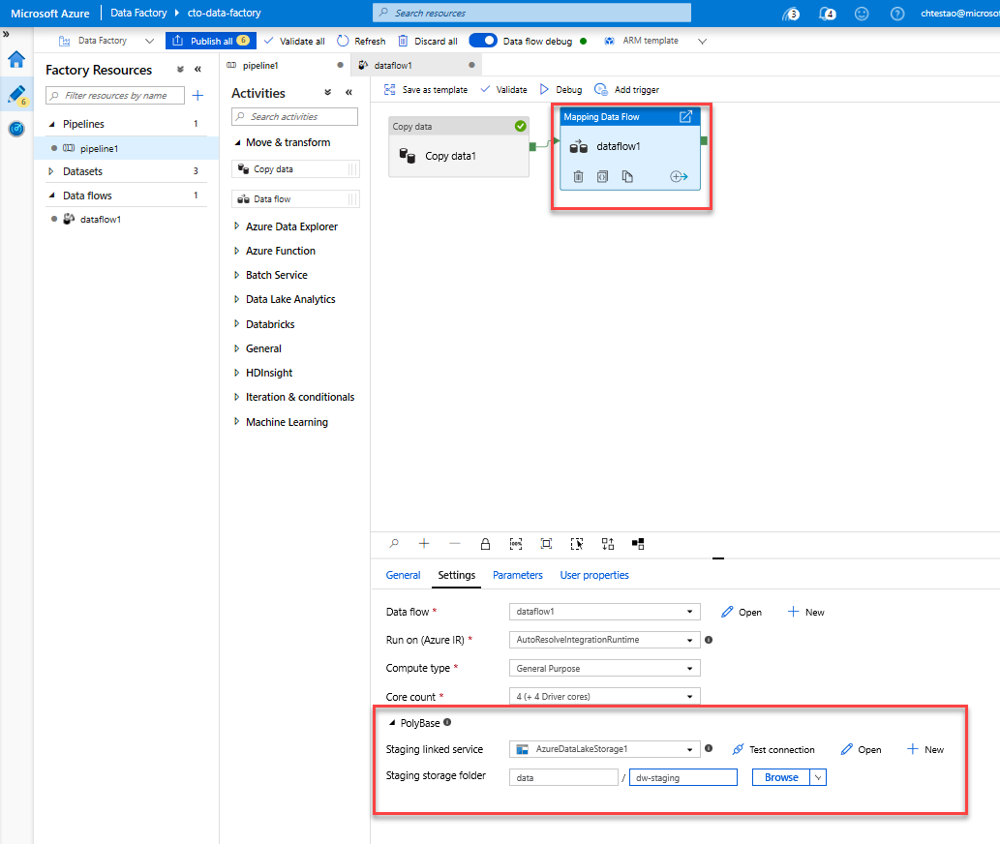 Microsoft Azure Data Factory cto-data-factory Search resources 3 4 chtestao@microsof
Data Factory Publish all 6 Validate all Refresh Discard all Data flow debug ARM template
Factory Resources
Filter resources by name
6
Pipelines 1
pipeline1
Datasets 3
Data flows 1
dataflow1
pipeline1 dataflow1
Activities
Search activities
Move & transform
Copy data
Data flow
Azure Data Explorer
Azure Function
Batch Service
Data Lake Analytics
Databricks
General
HDInsight
Iteration & conditionals
Machine Learning
Save as template Validate Debug Add trigger
Copy data
Copy data1
Mapping Data Flow
dataflow1
100%
General Settings Parameters User properties
Data flow * dataflow1 Open New
Run on (Azure IR) * AutoResolveIntegrationRuntime
Compute type * General Purpose
Core count * 4 (+ 4 Driver cores)
PolyBase
Staging linked service AzureDataLakeStorage1 Test connection Open New
Staging storage folder data / dw-staging Browse